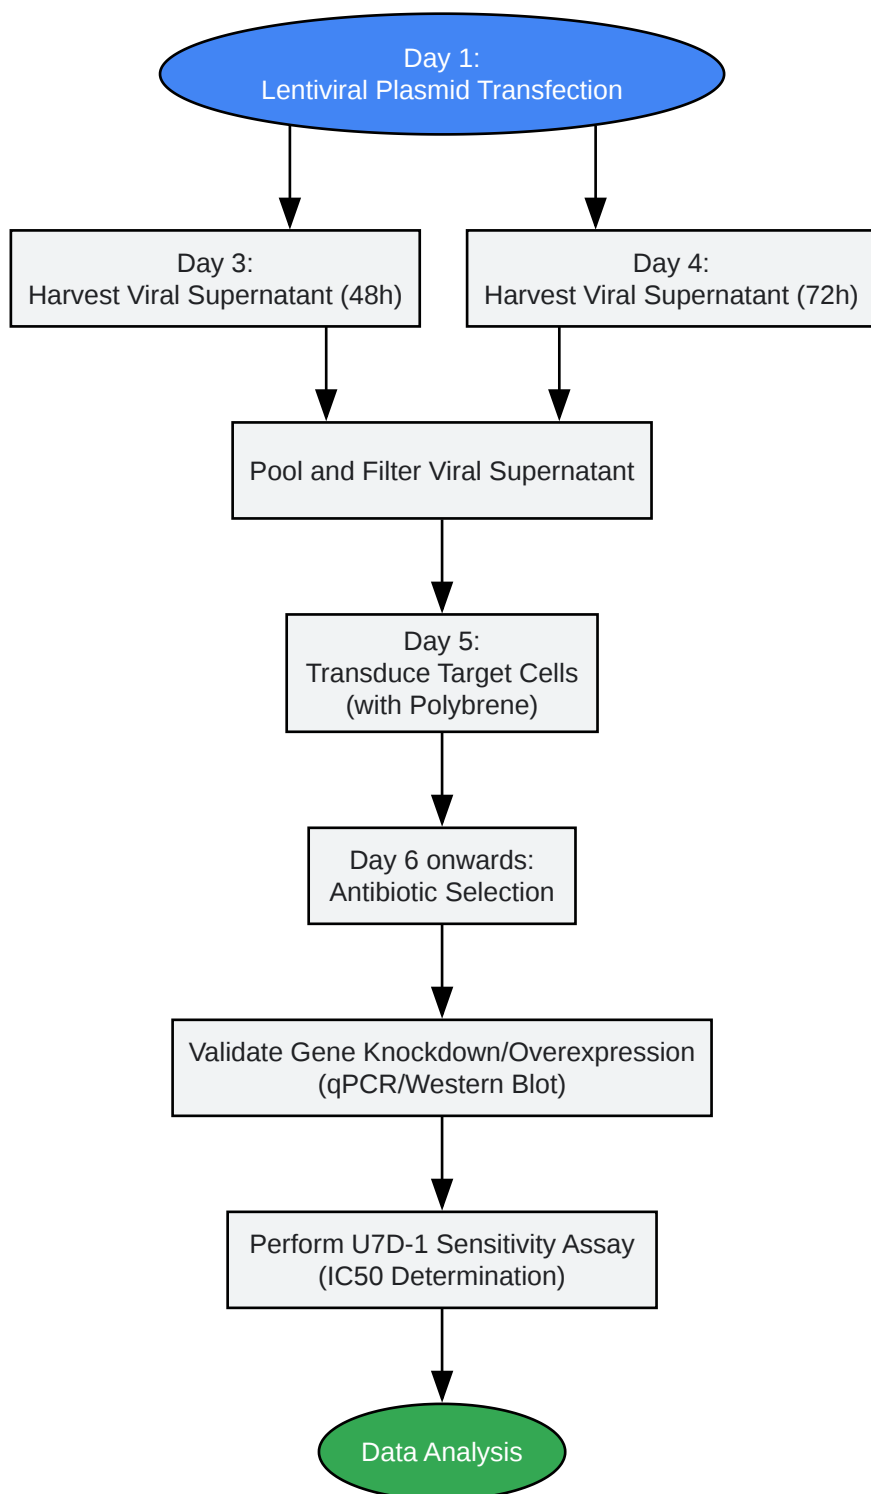 Day 1:
Lentiviral Plasmid Transfection
Day 3:
Harvest Viral Supernatant (48h)
Day 4:
Harvest Viral Supernatant (72h)
Pool and Filter Viral Supernatant
Day 5:
Transduce Target Cells
(with Polybrene)
Day 6 onwards:
Antibiotic Selection
Validate Gene Knockdown/Overexpression
(qPCR/Western Blot)
Perform U7D-1 Sensitivity Assay
(IC50 Determination)
Data Analysis